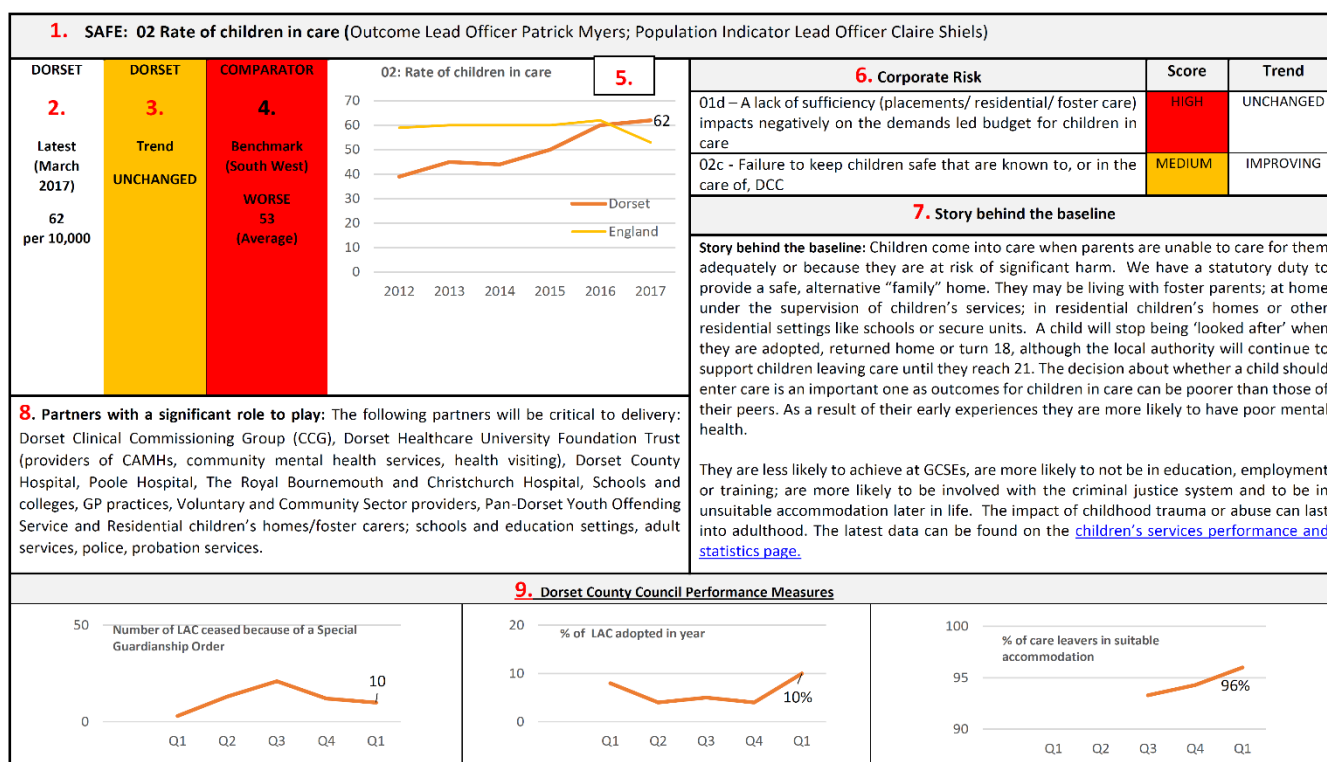 1. SAFE: 02 Rate of children in care (Outcome Lead Officer Patrick Myers; Population Indicator Lead Officer Claire Shiels)
DORSET
2.
Latest
(March
2017)
62
per 10,000
DORSET
3.
Trend
UNCHANGED
COMPARATOR
4.
Benchmark
(South West)
WORSE
53
(Average)
02: Rate of children in care
5.
70
60
50
40
30
20
10
0
62
Dorset
England
2012 2013 2014 2015 2016 2017
6. Corporate Risk
Score
Trend
01d – A lack of sufficiency (placements/ residential/ foster care)
impacts negatively on the demands led budget for children in
care
HIGH
UNCHANGED
02c - Failure to keep children safe that are known to, or in the
care of, DCC
MEDIUM
IMPROVING
7. Story behind the baseline
Story behind the baseline: Children come into care when parents are unable to care for them
adequately or because they are at risk of significant harm. We have a statutory duty to
provide a safe, alternative “family” home. They may be living with foster parents; at home
under the supervision of children’s services; in residential children’s homes or other
residential settings like schools or secure units. A child will stop being ‘looked after’ when
they are adopted, returned home or turn 18, although the local authority will continue to
support children leaving care until they reach 21. The decision about whether a child should
enter care is an important one as outcomes for children in care can be poorer than those of
their peers. As a result of their early experiences they are more likely to have poor mental
health.
They are less likely to achieve at GCSEs, are more likely to not be in education, employment
or training; are more likely to be involved with the criminal justice system and to be in
unsuitable accommodation later in life. The impact of childhood trauma or abuse can last
into adulthood. The latest data can be found on the children’s services performance and
statistics page.
8. Partners with a significant role to play: The following partners will be critical to delivery:
Dorset Clinical Commissioning Group (CCG), Dorset Healthcare University Foundation Trust
(providers of CAMHs, community mental health services, health visiting), Dorset County
Hospital, Poole Hospital, The Royal Bournemouth and Christchurch Hospital, Schools and
colleges, GP practices, Voluntary and Community Sector providers, Pan-Dorset Youth Offending
Service and Residential children’s homes/foster carers; schools and education settings, adult
services, police, probation services.
9. Dorset County Council Performance Measures
Number of LAC ceased because of a Special
Guardianship Order
50
0
10
Q1 Q2 Q3 Q4 Q1
% of LAC adopted in year
20
10
0
10%
Q1 Q2 Q3 Q4 Q1
% of care leavers in suitable
accommodation
100
95
90
96%
Q1 Q2 Q3 Q4 Q1